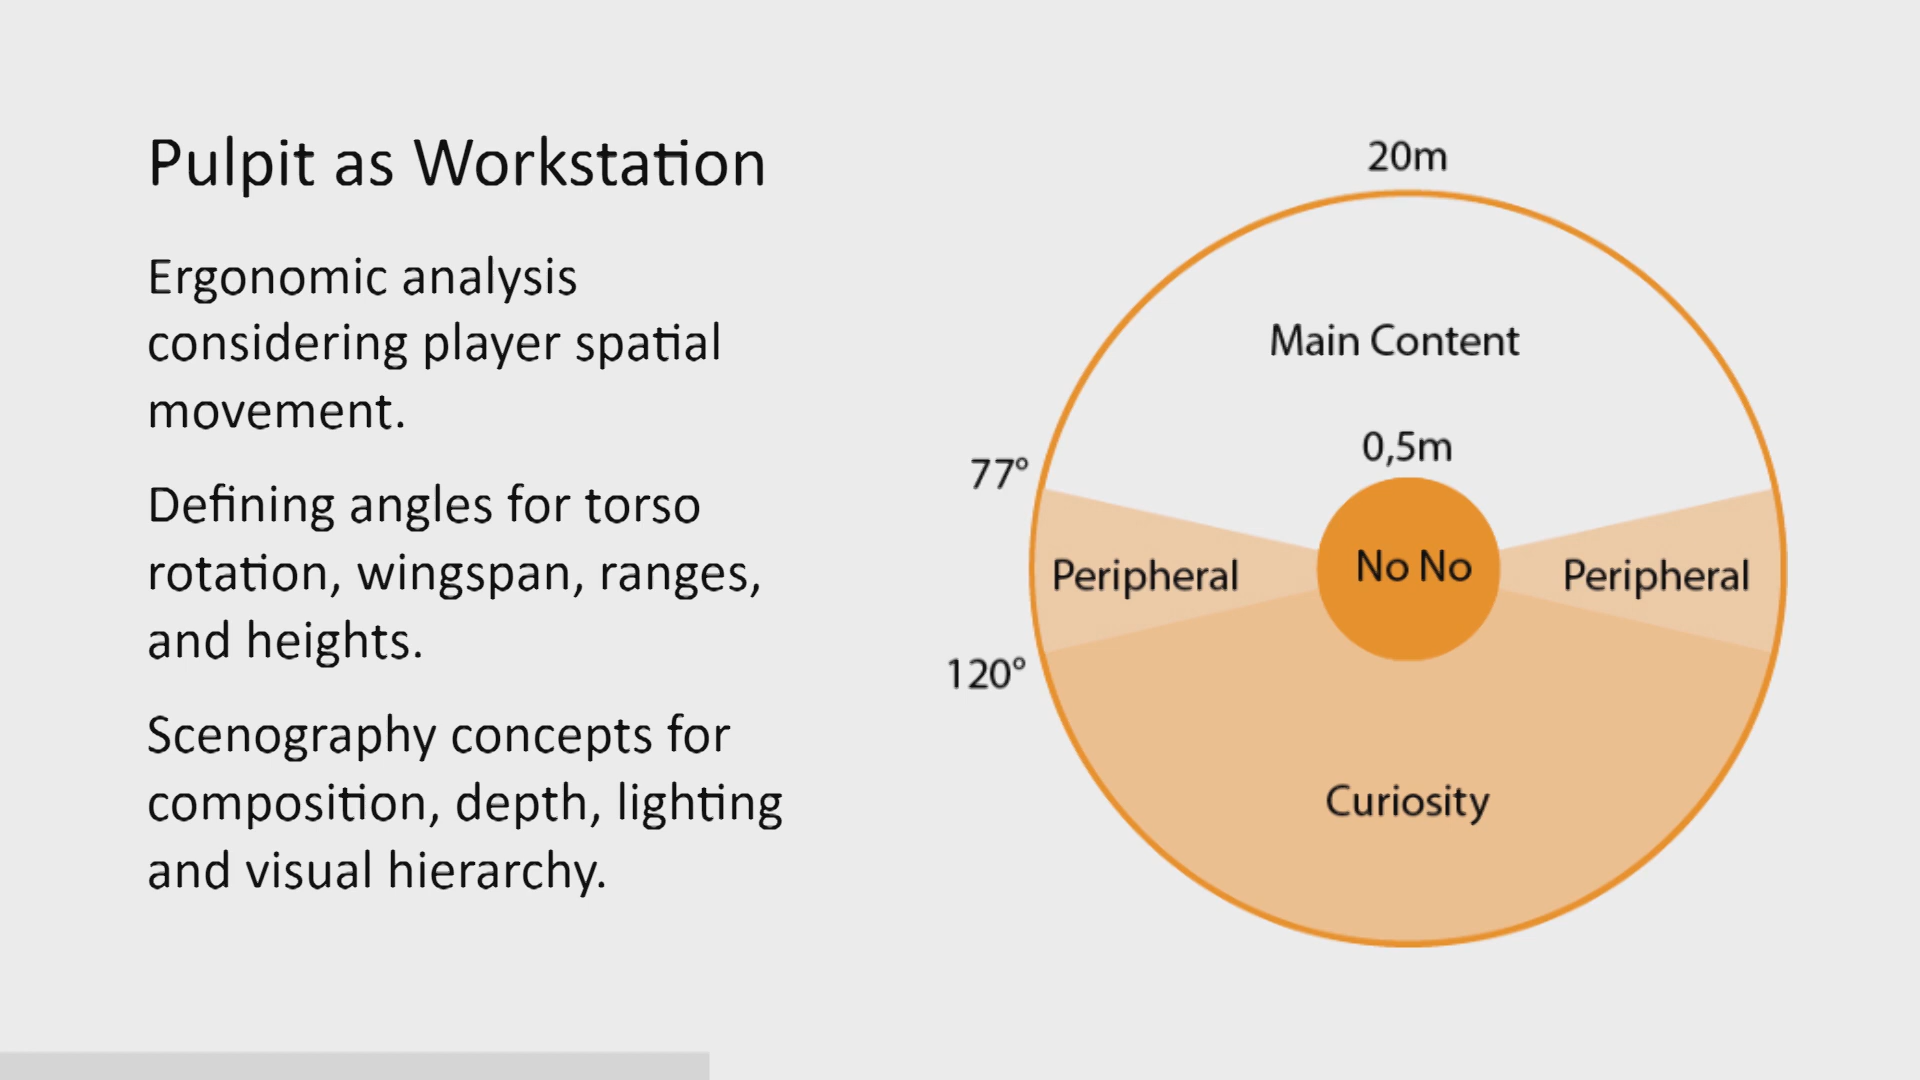 Pulpit as Workstation
Ergonomic analysis
considering player spatial
movement.
Defining angles for torso
rotation, wingspan, ranges,
and heights.
Scenography concepts for
composition, depth, lighting
and visual hierarchy.
20m
Main Content
0,5m
77°
Peripheral
No No
Peripheral
120°
Curiosity